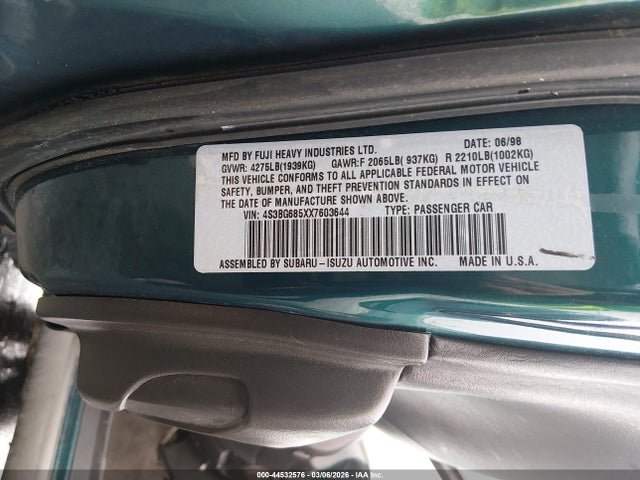 MFD BY FUJI HEAVY INDUSTRIES LTD. DATE: 06/98
GVWR: 4275LB(1939KG) GAWR:F 2065LB( 937KG) R 2210LB(1002KG)
THIS VEHICLE CONFORMS TO ALL APPLICABLE FEDERAL MOTOR VEHICLE
SAFETY, BUMPER, AND THEFT PREVENTION STANDARDS IN EFFECT ON THE
DATE OF MANUFACTURE SHOWN ABOVE.
VIN: 4S3BG685XX7603644 TYPE: PASSENGER CAR
ASSEMBLED BY SUBARU-ISUZU AUTOMOTIVE INC. MADE IN U.S.A.
000-44532576 - 03/06/2026 - IAAI.COM